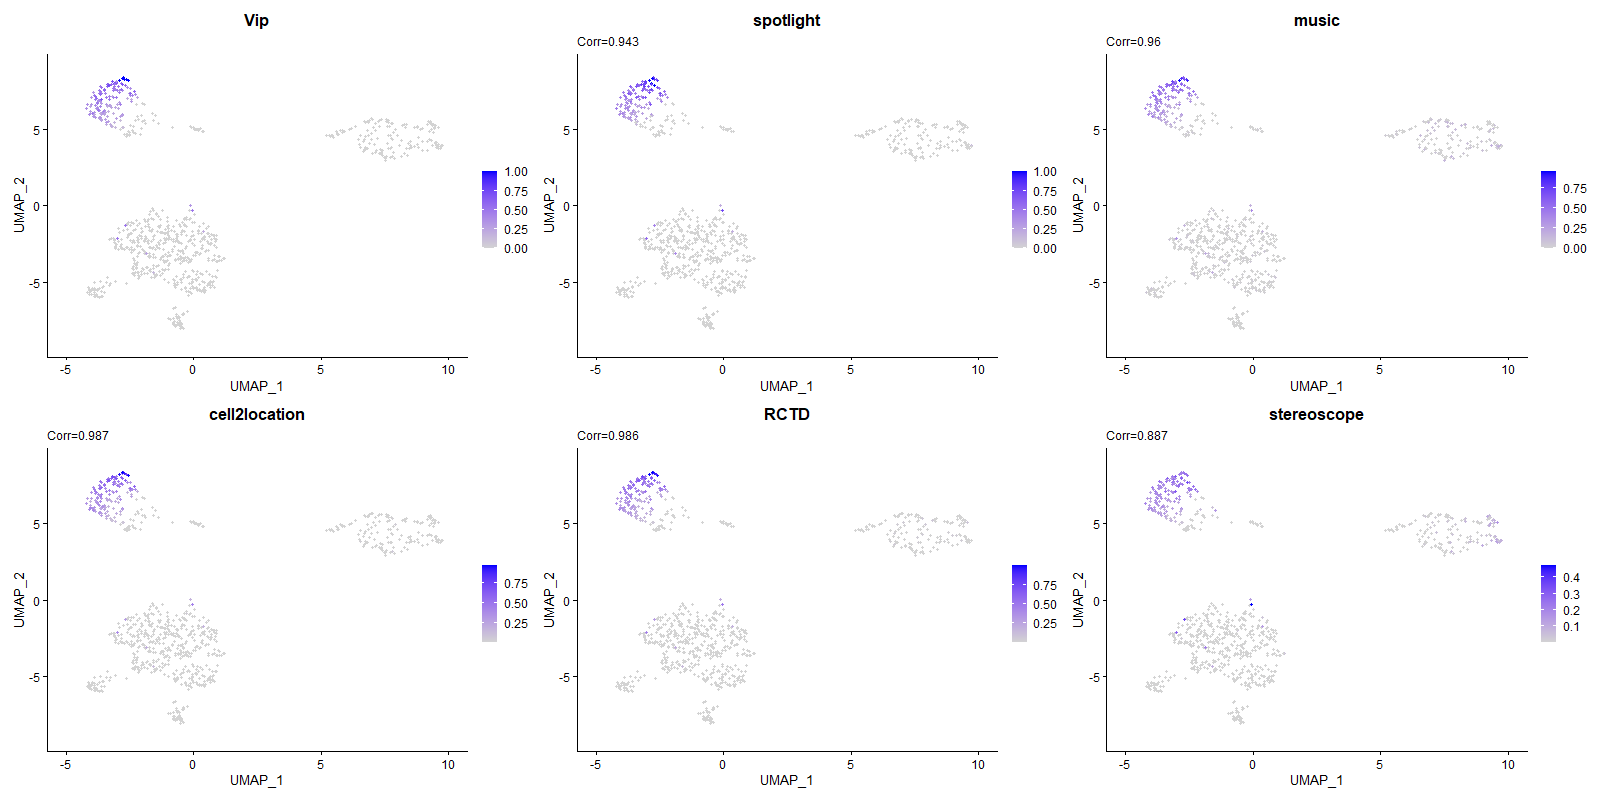 Vip
5
0
-5
-5
0
5
10
UMAP_1
UMAP_2
1.00
0.75
0.50
0.25
0.00
spotlight
Corr=0.943
5
0
-5
-5
0
5
10
UMAP_1
UMAP_2
1.00
0.75
0.50
0.25
0.00
music
Corr=0.96
5
0
-5
-5
0
5
10
UMAP_1
UMAP_2
0.75
0.50
0.25
0.00
cell2location
Corr=0.987
5
0
-5
-5
0
5
10
UMAP_1
UMAP_2
0.75
0.50
0.25
RCTD
Corr=0.986
5
0
-5
-5
0
5
10
UMAP_1
UMAP_2
0.75
0.50
0.25
stereoscope
Corr=0.887
5
0
-5
-5
0
5
10
UMAP_1
UMAP_2
0.4
0.3
0.2
0.1